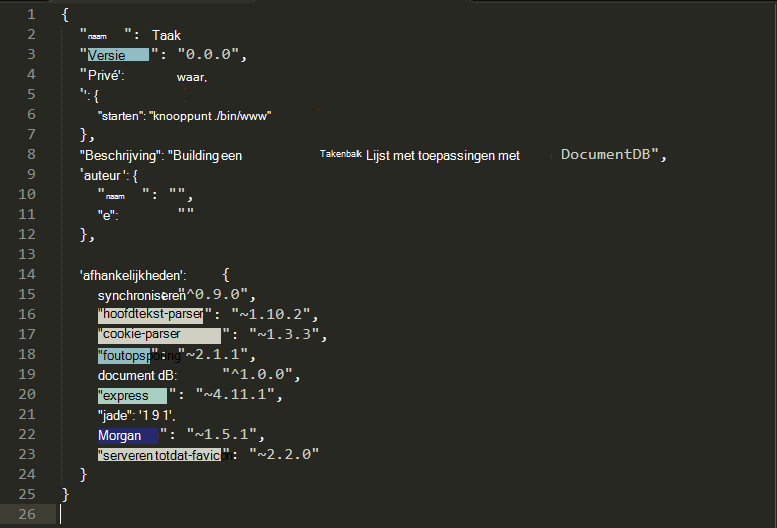 1 {
2 "naam ": Taak
3 "Versie ": "0.0.0",
4 "Privé': waar,
5 '': {
6 "starten": "knooppunt ./bin/www"
7 },
8 "Beschrijving": "Building een Takenbalk Lijst met toepassingen met DocumentDB",
9 'auteur ': {
10 "naam ": "",
11 "e": ""
12 },
13
14 'afhankelijkheden': {
15 synchroniseren "^0.9.0",
16 "hoofdtekst-parser": "~1.10.2",
17 "cookie-parser ": "~1.3.3",
18 "foutopsporing": "~2.1.1",
19 document dB: "^1.0.0",
20 "express ": "~4.11.1",
21 "jade": '1 9 1',
22 Morgan ": "~1.5.1",
23 "serveren totdat-favic": "~2.2.0"
24 }
25 }
26